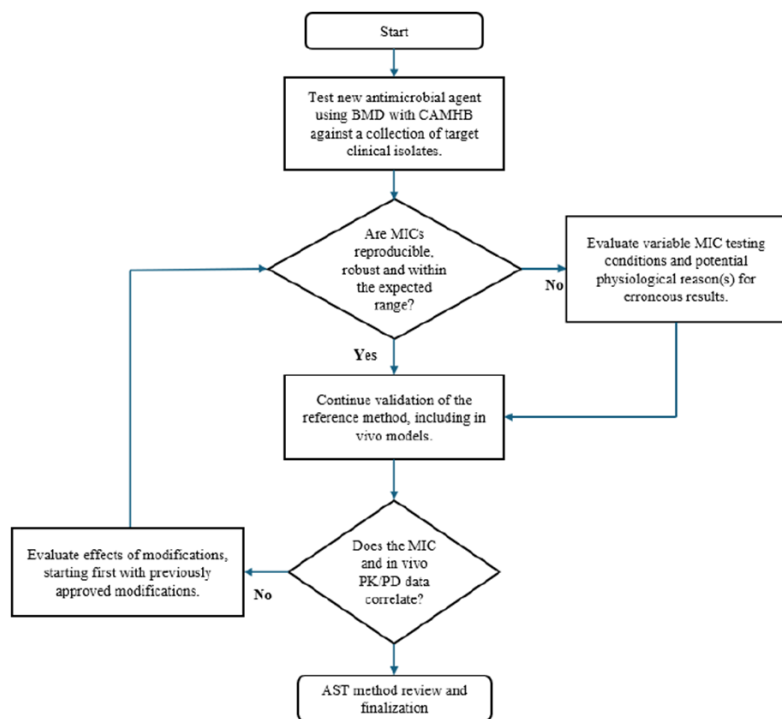 Start
Test new antimicrobial agent
using BMD with CAMHB
against a collection of target
clinical isolates.
Are MICs
reproducible,
robust and within
the expected
range?
No
Evaluate variable MIC testing
conditions and potential
physiological reason(s) for
erroneous results.
Yes
Continue validation of the
reference method, including in
vivo models.
Does the MIC
and in vivo
PK/PD data
correlate?
No
Evaluate effects of modifications,
starting first with previously
approved modifications.
AST method review and
finalization